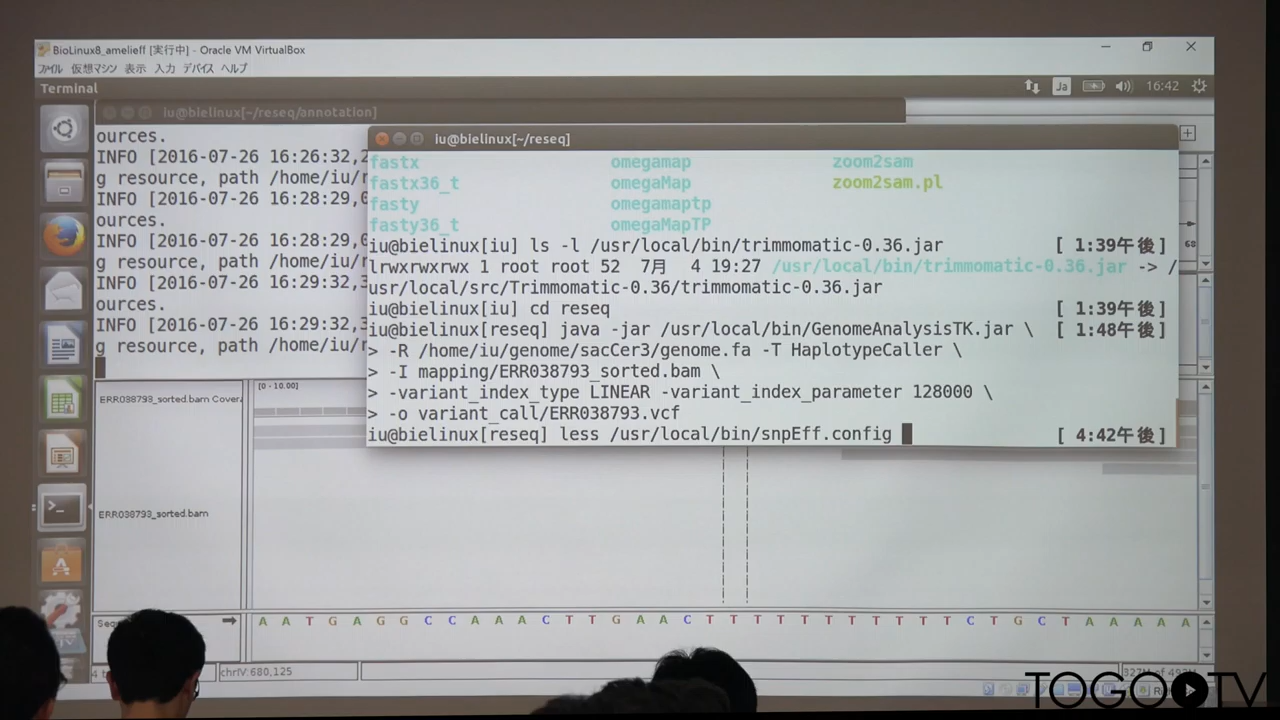 BioLinux8_amelieff [実行中] - Oracle VM VirtualBox
ファイル 仮想マシン 表示 入力 デバイス ヘルプ
Terminal
Ja
16:42
iu@bielinux[~/reseq/annotation]
ources.
INFO [2016-07-26 16:26:32,
g resource, path /home/iu/
INFO [2016-07-26 16:28:29,
ources.
INFO [2016-07-26 16:28:29,
g resource, path /home/iu/
INFO [2016-07-26 16:29:32,
ources.
INFO [2016-07-26 16:29:32,
g resource, path /home/iu/
iu@bielinux[~/reseq]
fastx omegamap zoom2sam
fastx36_t omegaMap zoom2sam.pl
fasty omegamaptp
fasty36_t omegaMapTP
iu@bielinux[iu] ls -l /usr/local/bin/trimmomatic-0.36.jar [ 1:39午後]
lrwxrwxrwx 1 root root 52 7月 4 19:27 /usr/local/bin/trimmomatic-0.36.jar -> /
usr/local/src/Trimmomatic-0.36/trimmomatic-0.36.jar
iu@bielinux[iu] cd reseq [ 1:39午後]
iu@bielinux[reseq] java -jar /usr/local/bin/GenomeAnalysisTK.jar \ [ 1:48午後]
> -R /home/iu/genome/sacCer3/genome.fa -T HaplotypeCaller \
> -I mapping/ERR038793_sorted.bam \
> -variant_index_type LINEAR -variant_index_parameter 128000 \
> -o variant_call/ERR038793.vcf
iu@bielinux[reseq] less /usr/local/bin/snpEff.config [ 4:42午後]
[0 - 10.00]
ERR038793_sorted.bam Covera
ERR038793_sorted.bam
A A T G A G G C C A A A C T T G A A C T T T T T T T T T T T C T G C T A A A A A
chrIV:680,125
TOGO TV